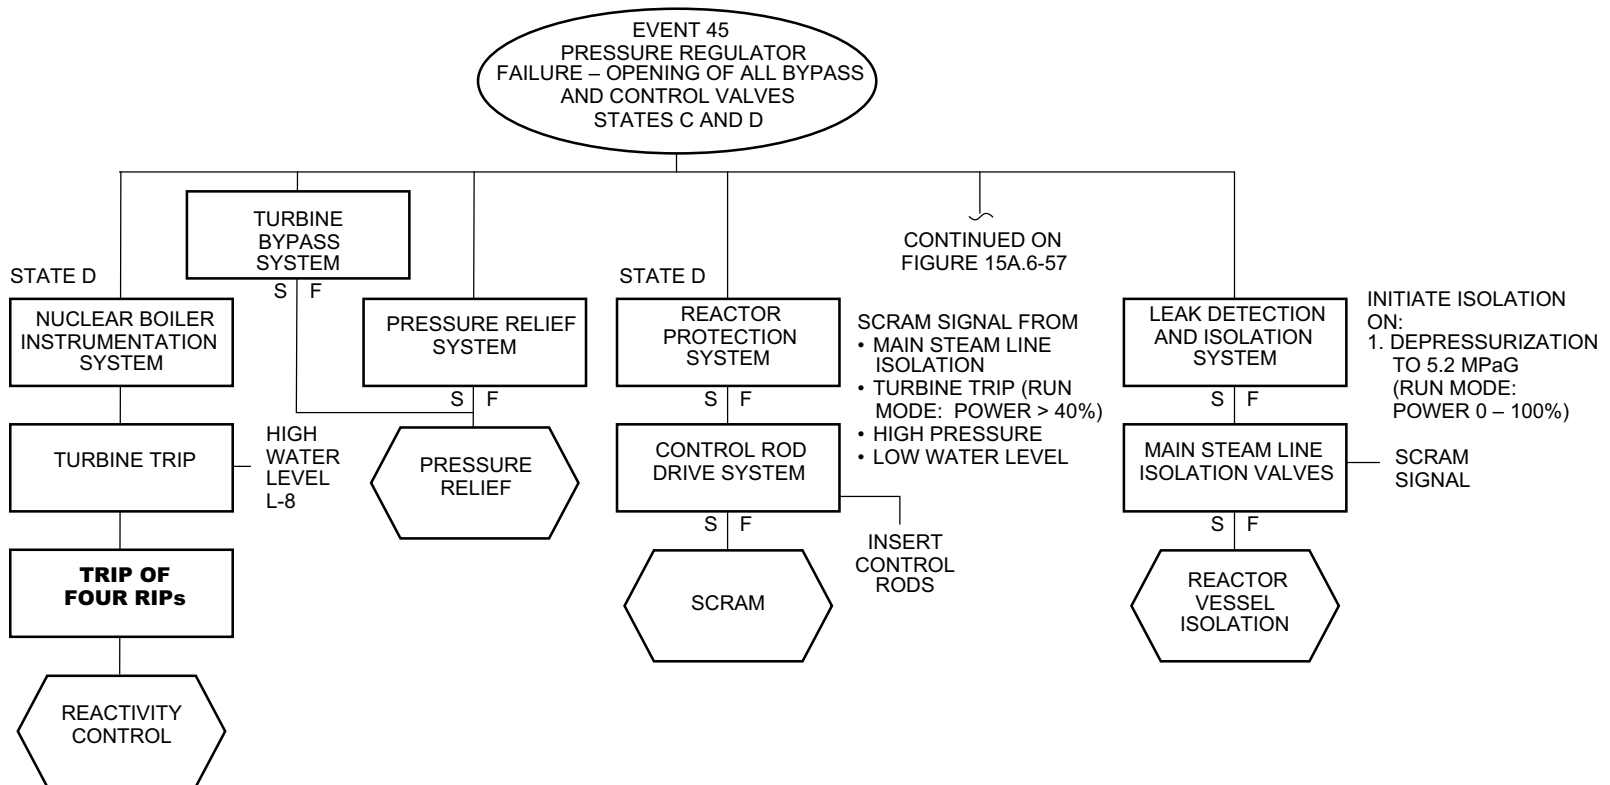 EVENT 45
PRESSURE REGULATOR
FAILURE – OPENING OF ALL BYPASS
AND CONTROL VALVES
STATES C AND D
TURBINE
BYPASS
SYSTEM
S F
CONTINUED ON
FIGURE 15A.6-57
STATE D
NUCLEAR BOILER
INSTRUMENTATION
SYSTEM
TURBINE TRIP
HIGH
WATER
LEVEL
L-8
TRIP OF
FOUR RIPs
REACTIVITY
CONTROL
PRESSURE RELIEF
SYSTEM
S F
PRESSURE
RELIEF
STATE D
REACTOR
PROTECTION
SYSTEM
S F
SCRAM SIGNAL FROM
• MAIN STEAM LINE
ISOLATION
• TURBINE TRIP (RUN
MODE: POWER > 40%)
• HIGH PRESSURE
• LOW WATER LEVEL
CONTROL ROD
DRIVE SYSTEM
S F
INSERT
CONTROL
RODS
SCRAM
LEAK DETECTION
AND ISOLATION
SYSTEM
S F
INITIATE ISOLATION
ON:
1. DEPRESSURIZATION
TO 5.2 MPaG
(RUN MODE:
POWER 0 – 100%)
MAIN STEAM LINE
ISOLATION VALVES
S F
SCRAM
SIGNAL
REACTOR
VESSEL
ISOLATION